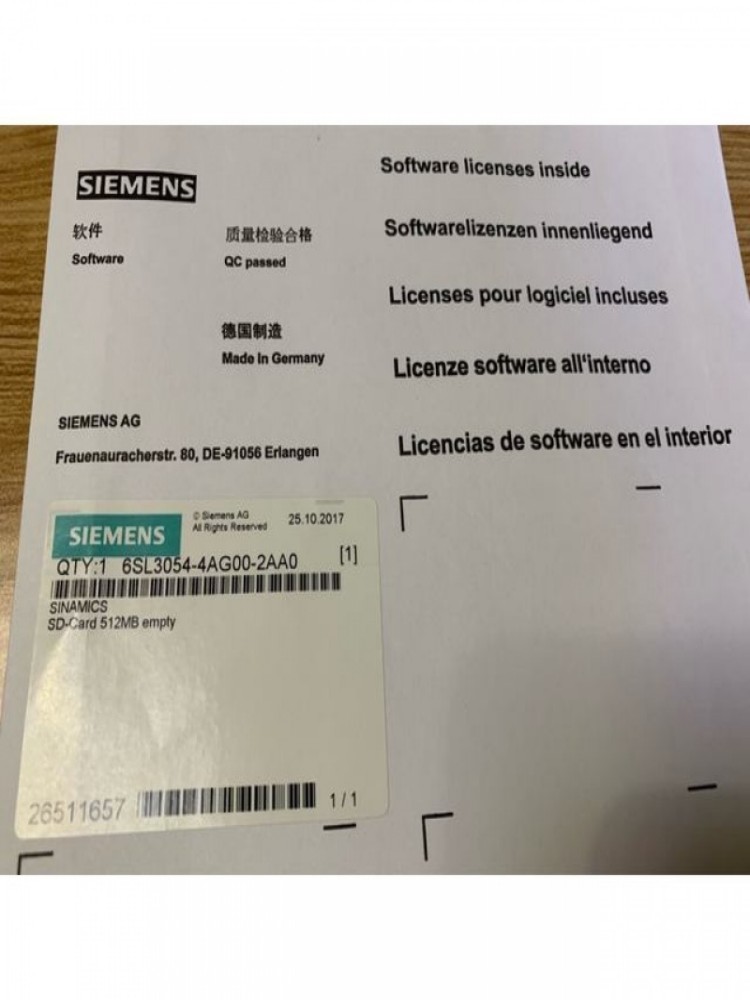 SIEMENS
软件
Software
质量检验合格
QC passed
德国制造
Made in Germany
SIEMENS AG
Frauenauracherstr. 80, DE-91056 Erlangen
Software licenses inside
Softwarelizenzen innenliegend
Licenses pour logiciel incluses
Licenze software all'interno
Licencias de software en el interior
SIEMENS
© Siemens AG
All Rights Reserved
25.10.2017
QTY:1 6SL3054-4AG00-2AA0 [1]
SINAMICS
SD-Card 512MB empty
26511657
1/1